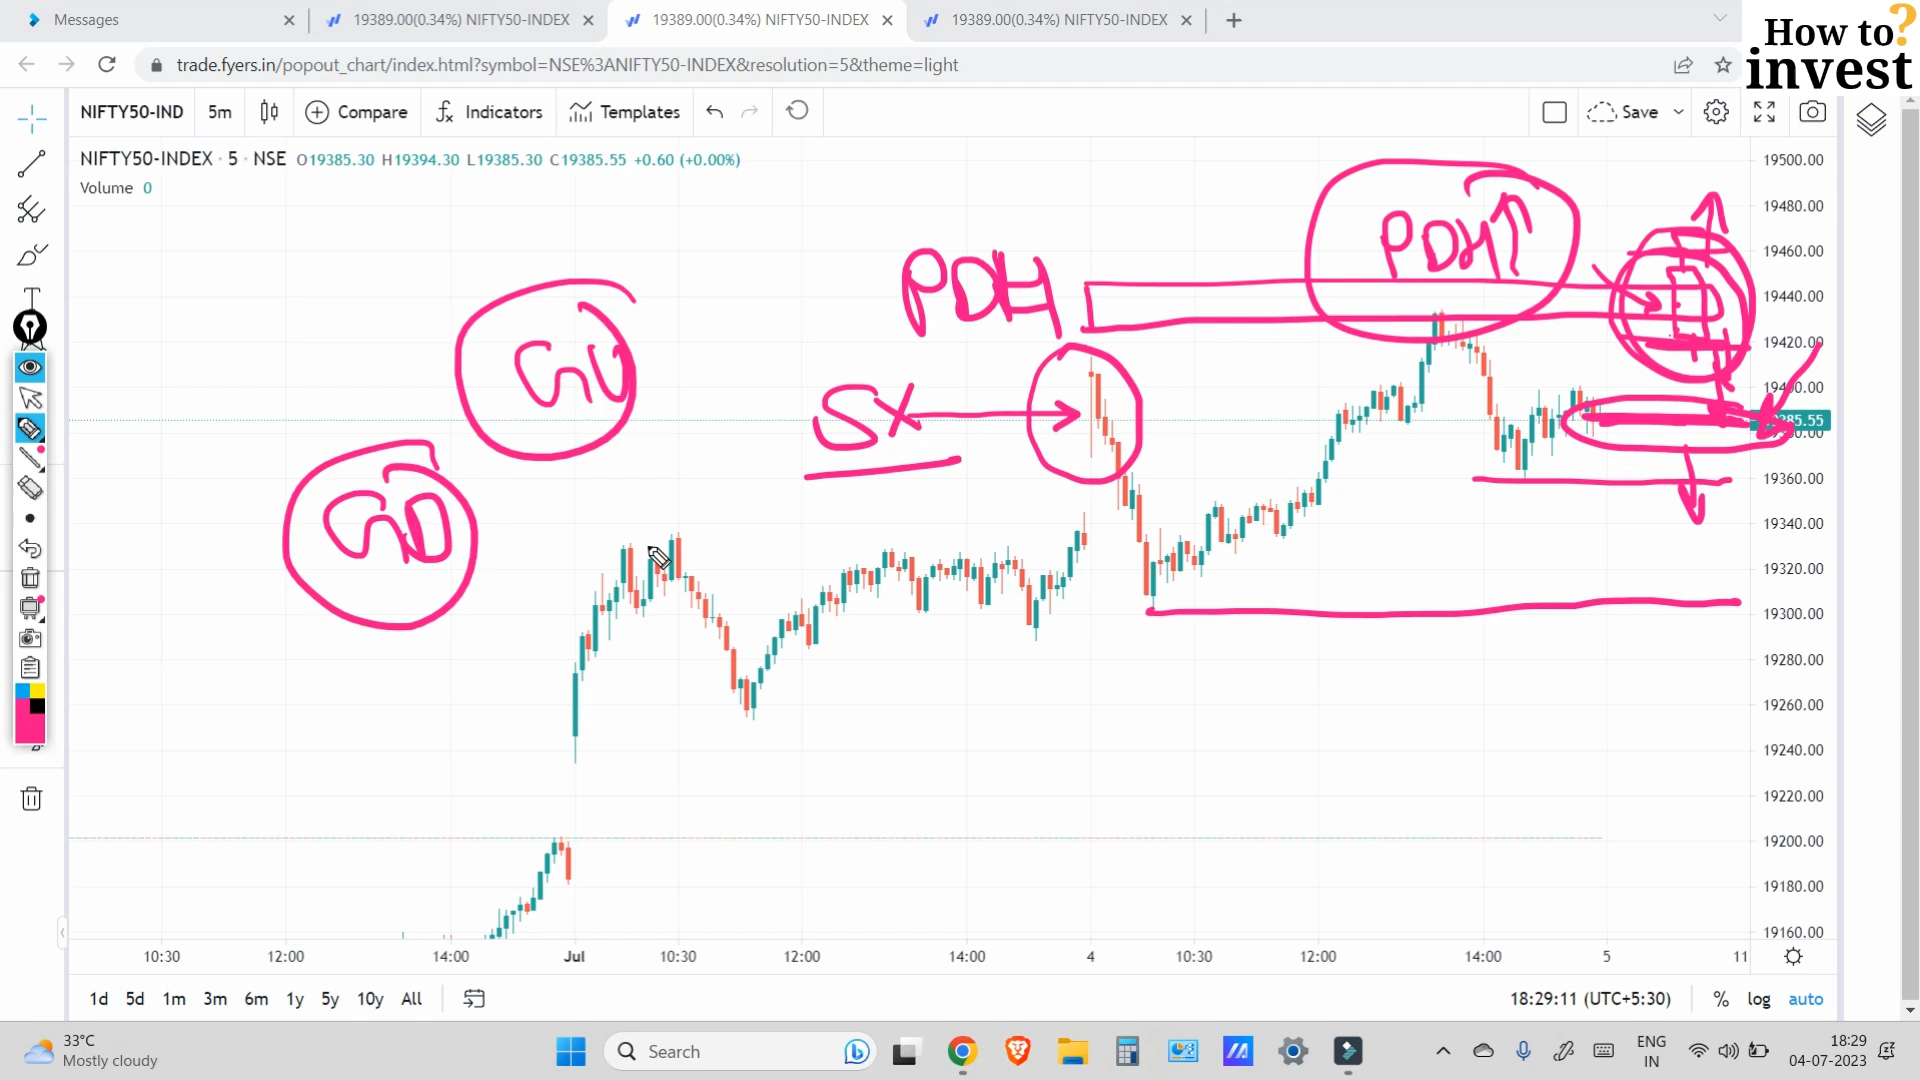 Messages
19389.00(0.34%) NIFTY50-INDEX
19389.00(0.34%) NIFTY50-INDEX
19389.00(0.34%) NIFTY50-INDEX
How to?
invest
trade.fyers.in/popout_chart/index.html?symbol=NSE%3ANIFTY50-INDEX&resolution=5&theme=light
NIFTY50-IND 5m Compare Indicators Templates Save
NIFTY50-INDEX · 5 · NSE O19385.30 H19394.30 L19385.30 C19385.55 +0.60 (+0.00%)
Volume 0
19500.00
19480.00
19460.00
19440.00
19420.00
19400.00
85.55
19360.00
19340.00
19320.00
19300.00
19280.00
19260.00
19240.00
19220.00
19200.00
19180.00
19160.00
PDH↑
PDH
GU
SX
GD
10:30 12:00 14:00 Jul 10:30 12:00 14:00 4 10:30 12:00 14:00 5 11
1d 5d 1m 3m 6m 1y 5y 10y All
18:29:11 (UTC+5:30) % log auto
33°C
Mostly cloudy
Search
ENG
IN
18:29
04-07-2023